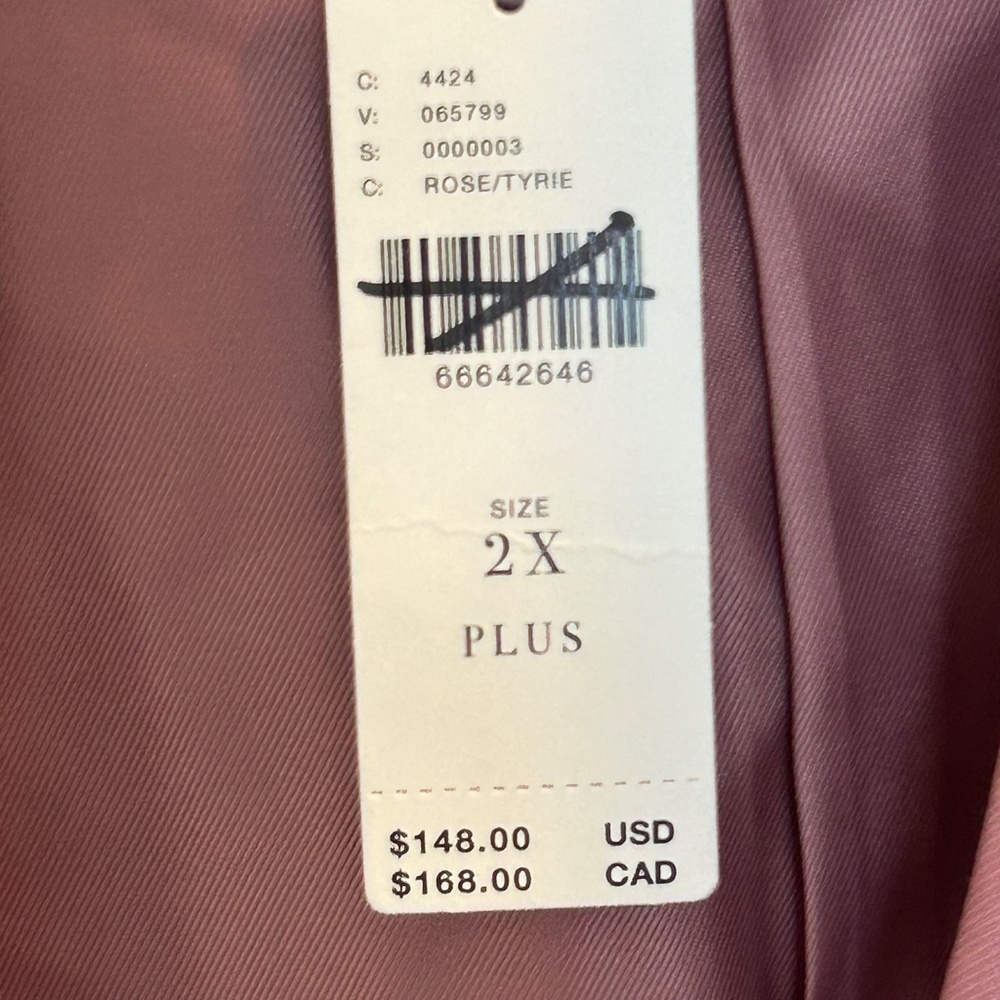 C: 4424
V: 065799
S: 0000003
C: ROSE/TYRIE
66642646
SIZE
2X
PLUS
$148.00 USD
$168.00 CAD